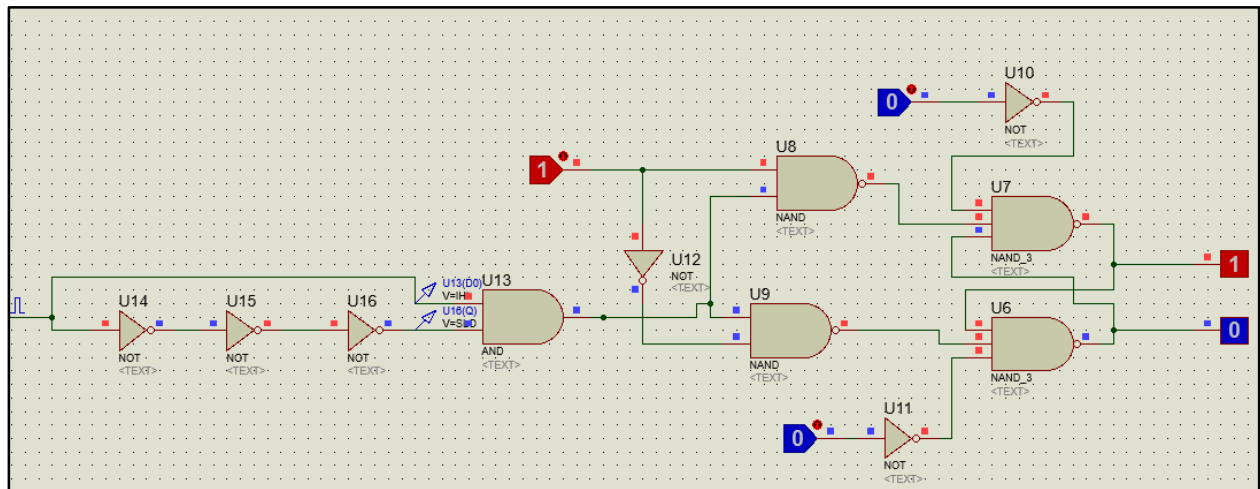 U10
0
NOT
<TEXT>
U8
1
NAND
<TEXT>
U7
NAND_3
<TEXT>
1
U12
NOT
<TEXT>
U13(D0)
V=IH
U13
U16(Q)
AND
<TEXT>
U14
NOT
<TEXT>
U15
NOT
<TEXT>
U16
NOT
<TEXT>
U9
NAND
<TEXT>
U6
NAND_3
<TEXT>
0
U11
0
NOT
<TEXT>